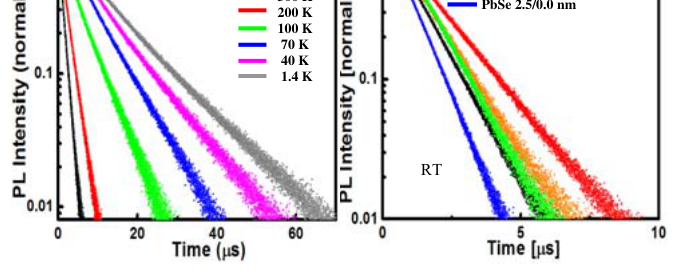 200 K
100 K
70 K
40 K
1.4 K
PL Intensity (normal
0.1
0.01
0
20
40
60
Time (μs)
PbSe 2.5/0.0 nm
PL Intensity [normal
0.1
0.01
RT
0
5
10
Time [μs]